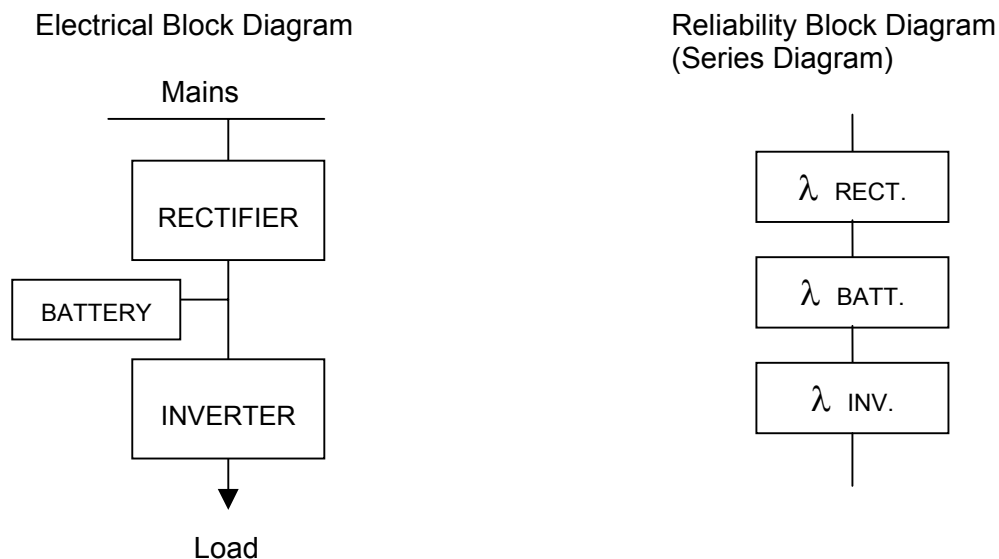 Electrical Block Diagram
Mains
RECTIFIER
BATTERY
INVERTER
Load
Reliability Block Diagram
(Series Diagram)
λ RECT.
λ BATT.
λ INV.